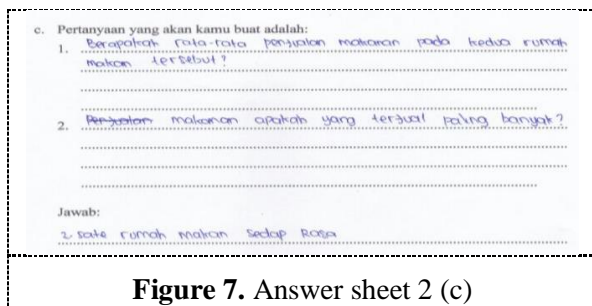 c. Pertanyaan yang akan kamu buat adalah:
1. Berapakah rata-rata penjualan makanan pada kedua rumah
makan tersebut?
2. Penjualan makanan apakah yang terjual paling banyak?
Jawab:
2. Sate rumah makan Sedap Rasa
Figure 7. Answer sheet 2 (c)